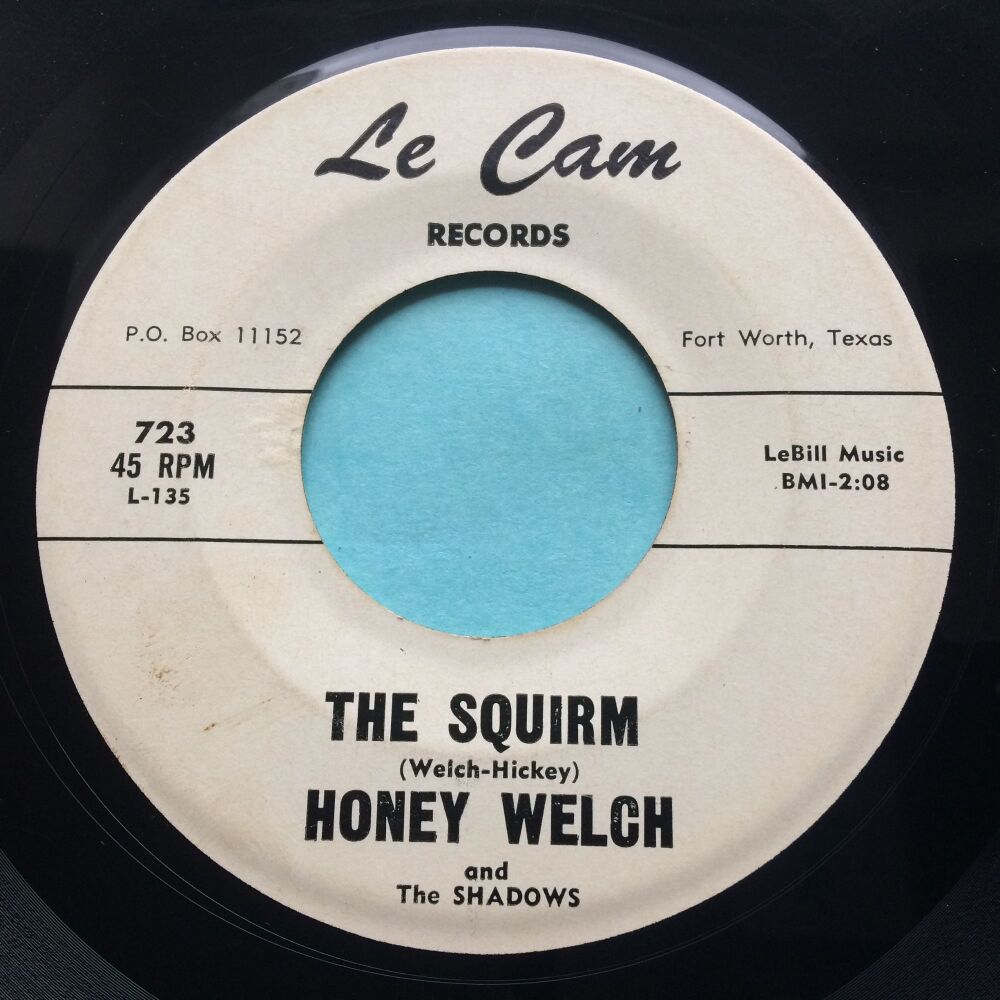 Le Cam
RECORDS
P.O. Box 11152
Fort Worth, Texas
723
45 RPM
L-135
LeBill Music
BMI-2:08
THE SQUIRM
(Welch-Hickey)
HONEY WELCH
and
The SHADOWS